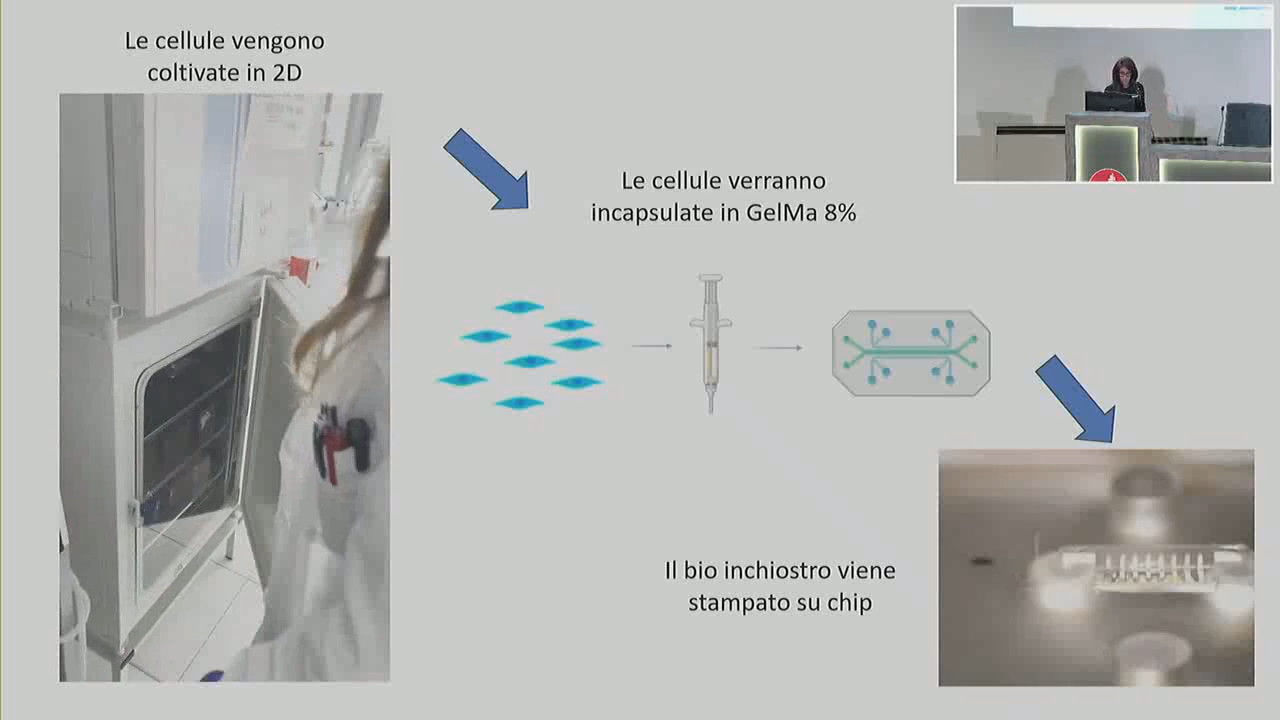 Le cellule vengono
coltivate in 2D
Le cellule verranno
incapsulate in GelMa 8%
Il bio inchiostro viene
stampato su chip